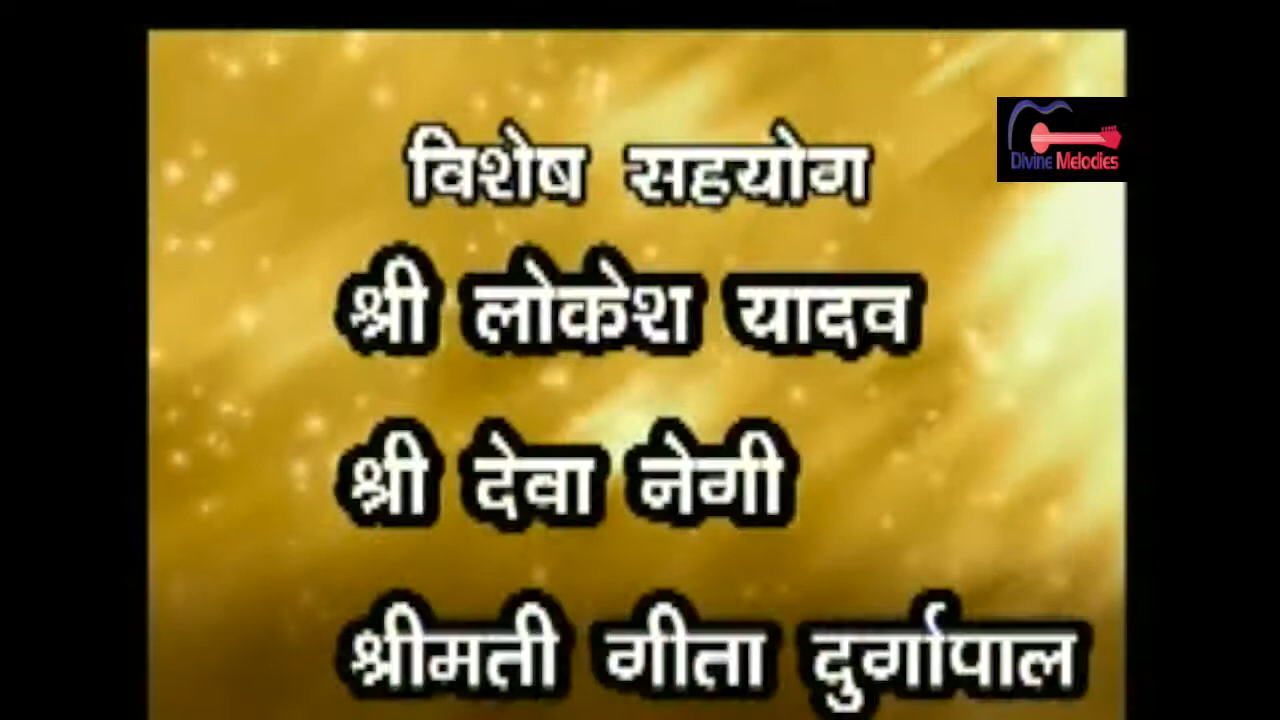 विशेष सहयोग
Divine Melodies
श्री लोकेश यादव
श्री देवा नेगी
श्रीमती गीता दुर्गापाल